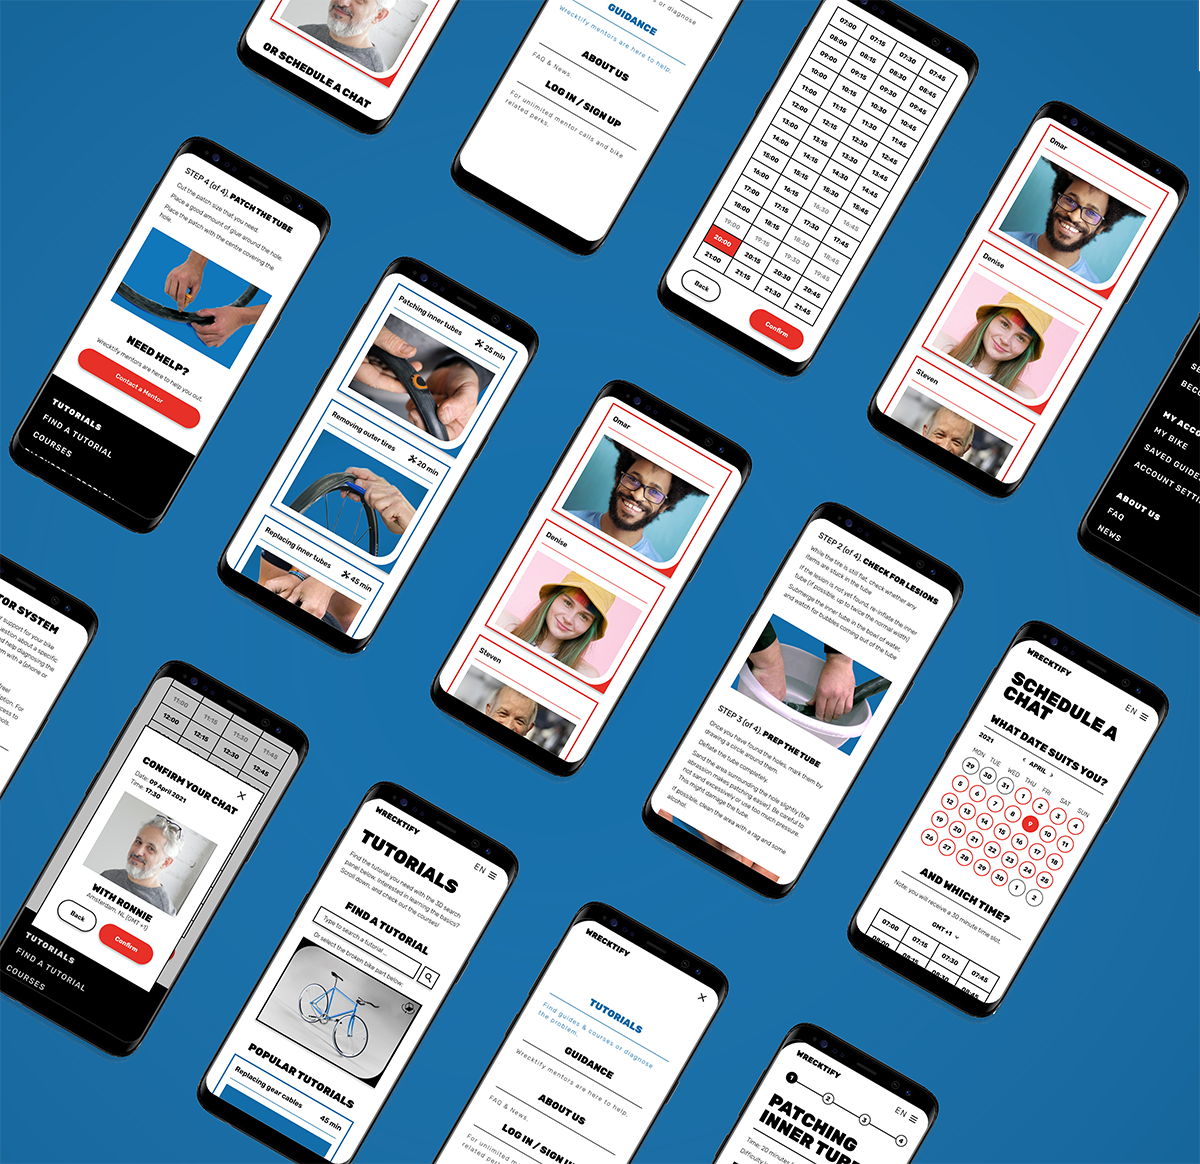 OR SCHEDULE A CHAT
GUIDANCE
Wrecktify mentors are here to help.
ABOUT US
FAQ & News.
LOG IN / SIGN UP
For unlimited mentor calls and bike
related perks.
07:00 07:15 07:30 07:45
08:00 08:15 08:30 08:45
09:00 09:15 09:30 09:45
10:00 10:15 10:30 10:45
11:00 11:15 11:30 11:45
12:00 12:15 12:30 12:45
13:00 13:15 13:30 13:45
14:00 14:15 14:30 14:45
15:00 15:15 15:30 15:45
16:00 16:15 16:30 16:45
17:00 17:15 17:30 17:45
18:00 18:15 18:30 18:45
19:00 19:15 19:30 19:45
20:00 20:15 20:30 20:45
21:00 21:15 21:30 21:45
Back
Confirm
Omar
Denise
Steven
STEP 4 (of 4). PATCH THE TUBE
Cut the patch size that you need.
Place a good amount of glue around the hole.
Place the patch with the centre covering the
hole.
NEED HELP?
Wrecktify mentors are here to help you out.
Contact a Mentor
TUTORIALS
FIND A TUTORIAL
COURSES
Patching inner tubes
25 min
Removing outer tires
20 min
Replacing inner tubes
45 min
Omar
Denise
Steven
MY BIKE
ABOUT US
FAQ
NEWS
STEP 2 (of 4). CHECK FOR LESIONS
While the tire is still flat, check whether any
items are stuck in the tube
If the lesion is not yet found, re-inflate the inner
tube (if possible, up to twice the normal width)
Submerge the inner tube in the bowl of water,
and watch for bubbles coming out of the tube
STEP 3 (of 4). PREP THE TUBE
Once you have found the holes, mark them by
drawing a circle around them.
Deflate the tube completely.
Sand the area surrounding the hole slightly (the
abrassion makes patching easier). Be careful to
not sand excessively or use too much pressure.
This might damage the tube.
If possible, clean the area with a rag and some
alcohol.
WRECKTIFY
EN
SCHEDULE A
CHAT
WHAT DATE SUITS YOU?
2021
APRIL
MON TUE WED THU FRI SAT SUN
29 30 31 1 2 3 4
5 6 7 8 9 10 11
12 13 14 15 16 17 18
19 20 21 22 23 24 25
26 27 28 29 30 1 2
AND WHICH TIME?
Note: you will receive a 30 minute time slot.
GMT +1
07:00 07:15 07:30 07:45
08:00 08:15 08:30 08:45
SYSTEM
11:00 11:15 11:30 11:45
12:00 12:15 12:30 12:45
CONFIRM YOUR CHAT
Date: 09 April 2021
Time: 17:30
WITH RONNIE
Amsterdam, NL (GMT +1)
Back
Confirm
TUTORIALS
FIND A TUTORIAL
COURSES
WRECKTIFY
EN
TUTORIALS
Find the tutorial you need with the 3D search
panel below. Interested in learning the basics?
Scroll down, and check out the courses!
FIND A TUTORIAL
Type to search a tutorial ...
Or select the broken bike part below:
POPULAR TUTORIALS
Replacing gear cables
45 min
WRECKTIFY
TUTORIALS
Find guides & courses or diagnose
the problem.
GUIDANCE
Wrecktify mentors are here to help.
ABOUT US
FAQ & News.
LOG IN / SIGN UP
For unlimited mentor calls and bike
related perks.
WRECKTIFY
EN
1 2 3 4
PATCHING
INNER TUBE
Time: 20 minutes